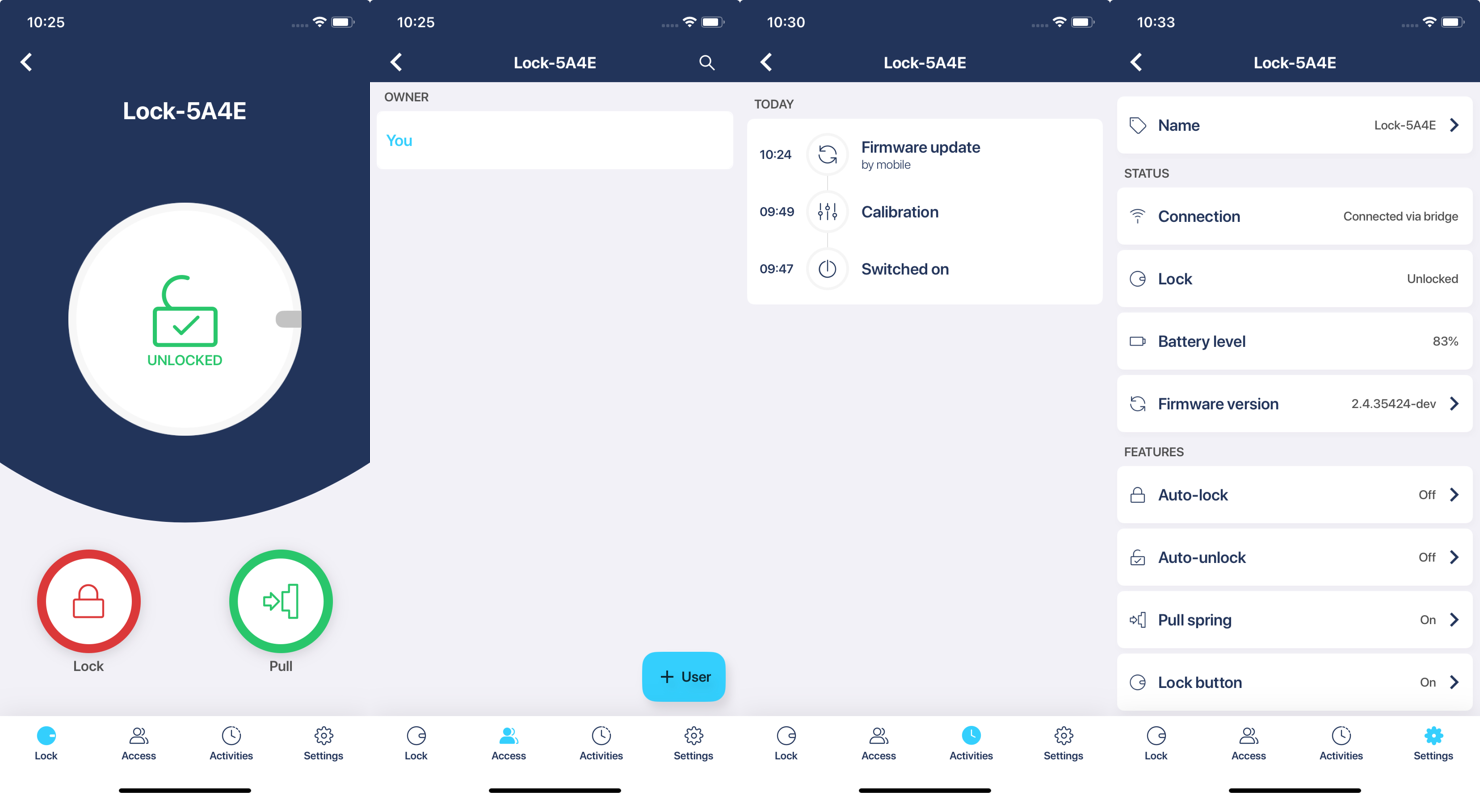 10:25
Lock-5A4E
UNLOCKED
Lock
Pull
Lock
Access
Activities
Settings
10:25
Lock-5A4E
OWNER
You
+ User
Lock
Access
Activities
Settings
10:30
Lock-5A4E
TODAY
10:24 Firmware update
by mobile
09:49 Calibration
09:47 Switched on
Lock
Access
Activities
Settings
10:33
Lock-5A4E
Name Lock-5A4E
STATUS
Connection Connected via bridge
Lock Unlocked
Battery level 83%
Firmware version 2.4.35424-dev
FEATURES
Auto-lock Off
Auto-unlock Off
Pull spring On
Lock button On
Lock
Access
Activities
Settings